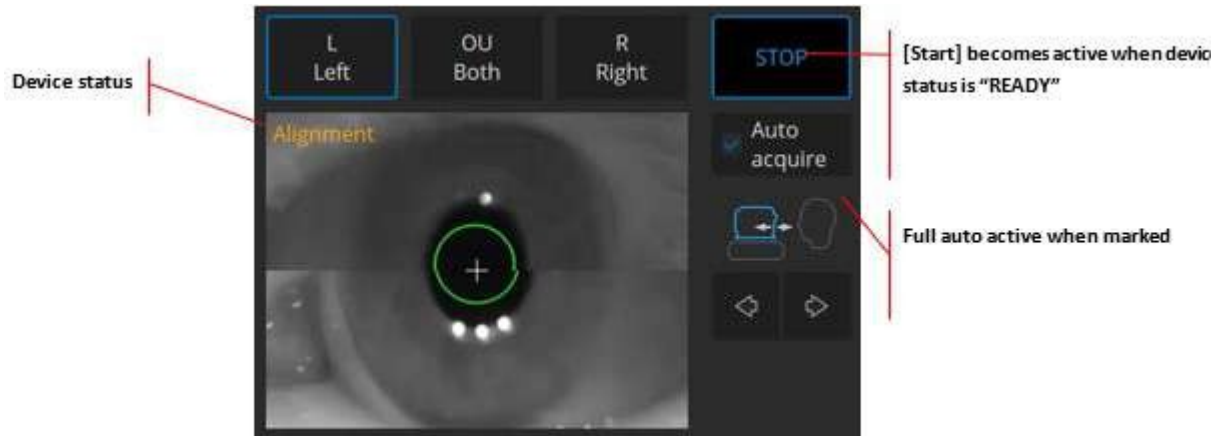 L
Left
OU
Both
R
Right
STOP
Device status
[Start] becomes active when device
status is “READY”
Alignment
Auto
acquire
Full auto active when marked